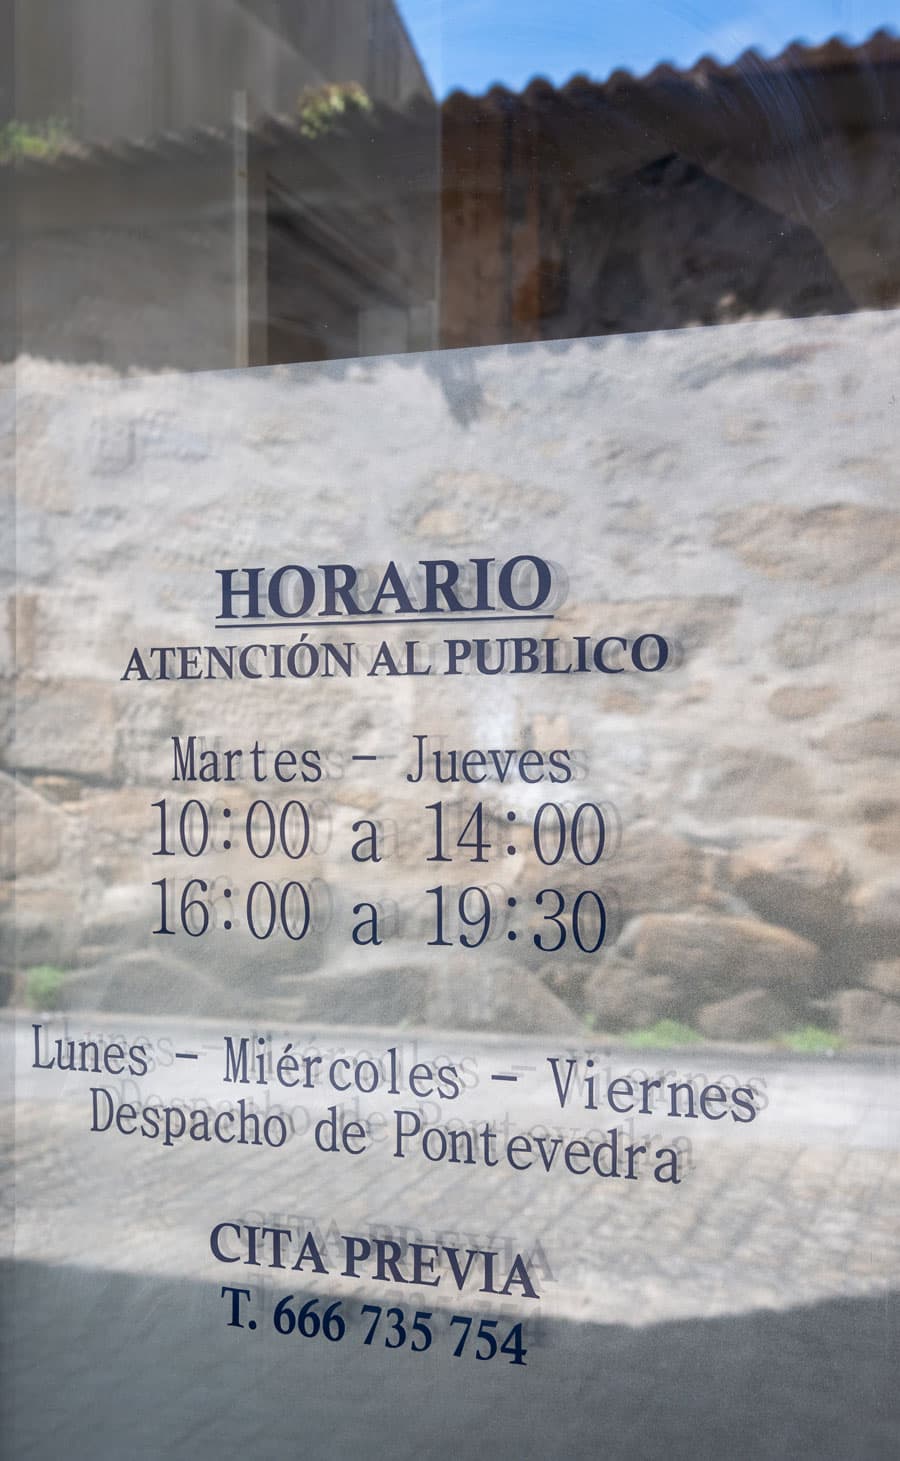 HORARIO
ATENCIÓN AL PUBLICO
Martes - Jueves
10:00 a 14:00
16:00 a 19:30
Lunes - Miércoles - Viernes
Despacho de Pontevedra
CITA PREVIA
T. 666 735 754